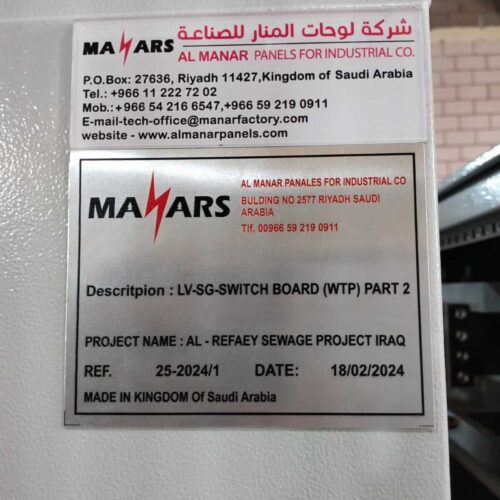 شركة لوحات المنار للصناعة
MANARS
AL MANAR PANELS FOR INDUSTRIAL CO.
P.O.Box: 27636, Riyadh 11427,Kingdom of Saudi Arabia
Tel.: +966 11 222 72 02
Mob.:+966 54 216 6547,+966 59 219 0911
E-mail-tech-office@manarfactory.com
website - www.almanarpanels.com
MANARS
AL MANAR PANALES FOR INDUSTRIAL CO
BULDING NO 2577 RIYADH SAUDI
ARABIA
Tlf. 00966 59 219 0911
Descritpion : LV-SG-SWITCH BOARD (WTP) PART 2
PROJECT NAME : AL - REFAEY SEWAGE PROJECT IRAQ
REF. 25-2024/1 DATE: 18/02/2024
MADE IN KINGDOM Of Saudi Arabia